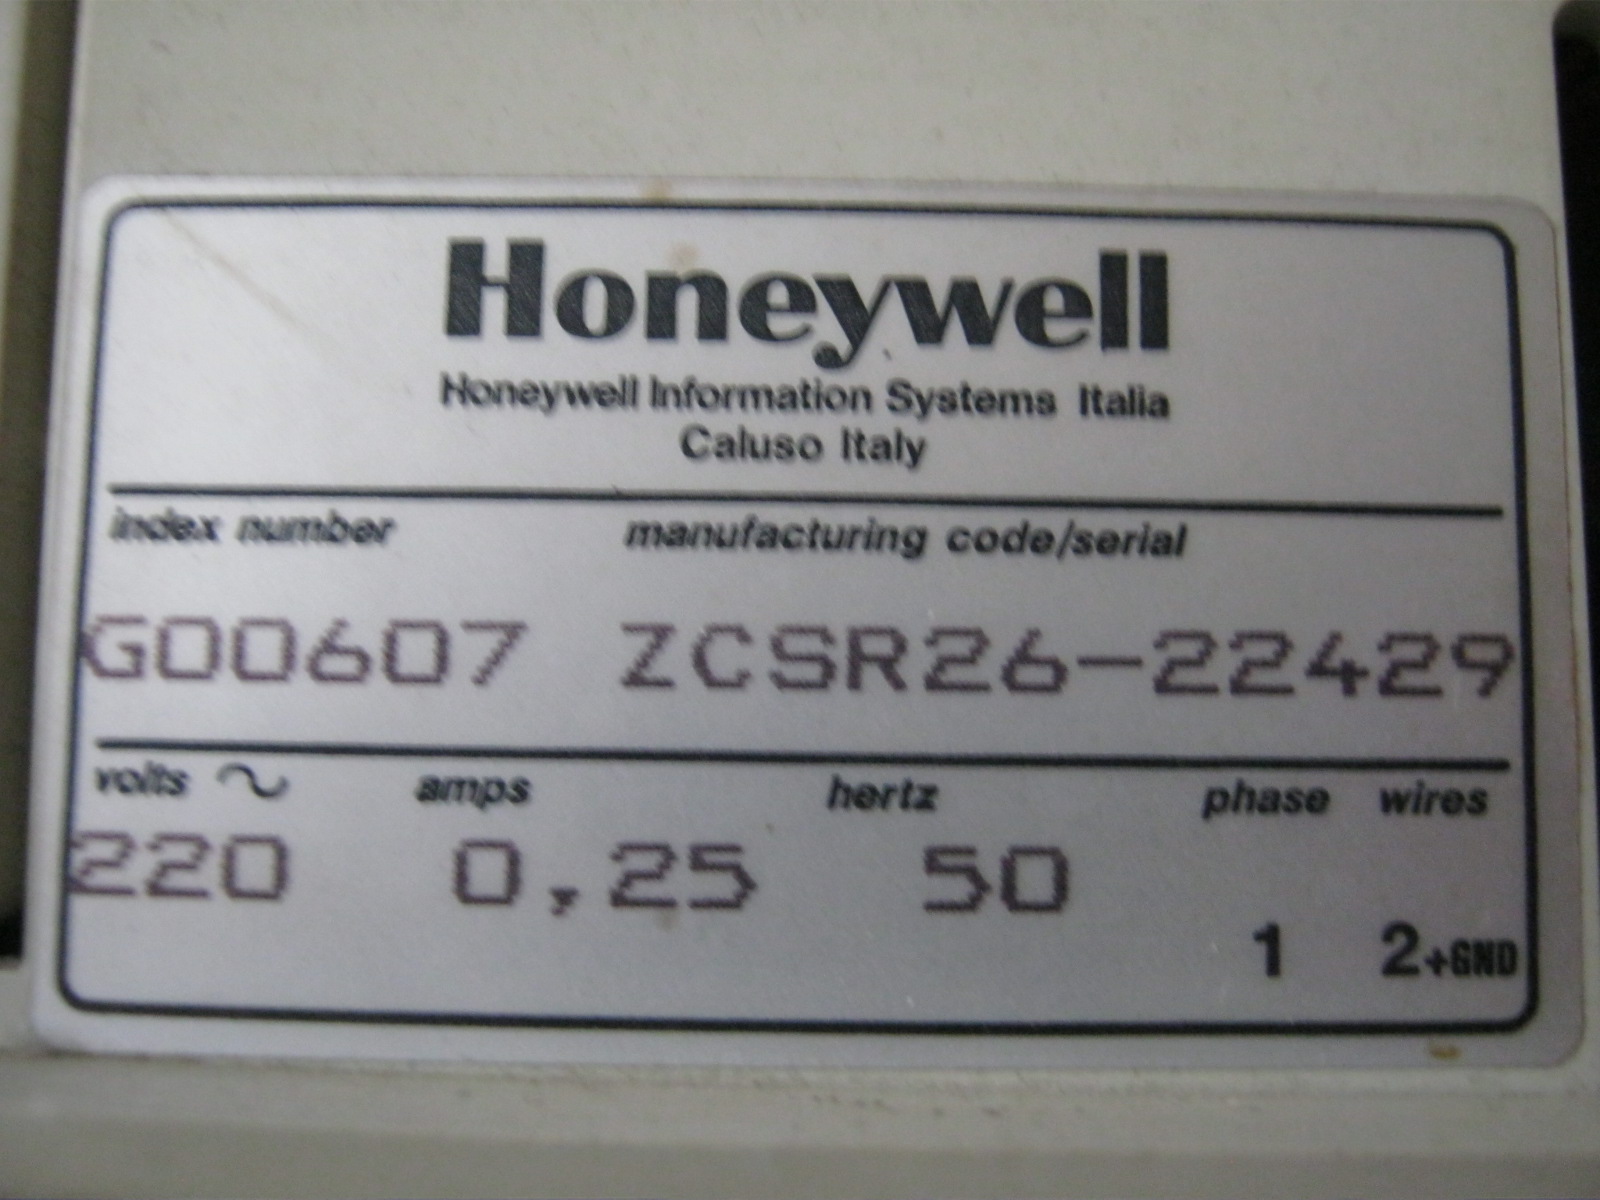 Honeywell
Honeywell Information Systems Italia
Caluso Italy
index number manufacturing code/serial
G00607 ZCSR26-22429
volts ~ amps hertz phase wires
220 0,25 50
1 2+GND